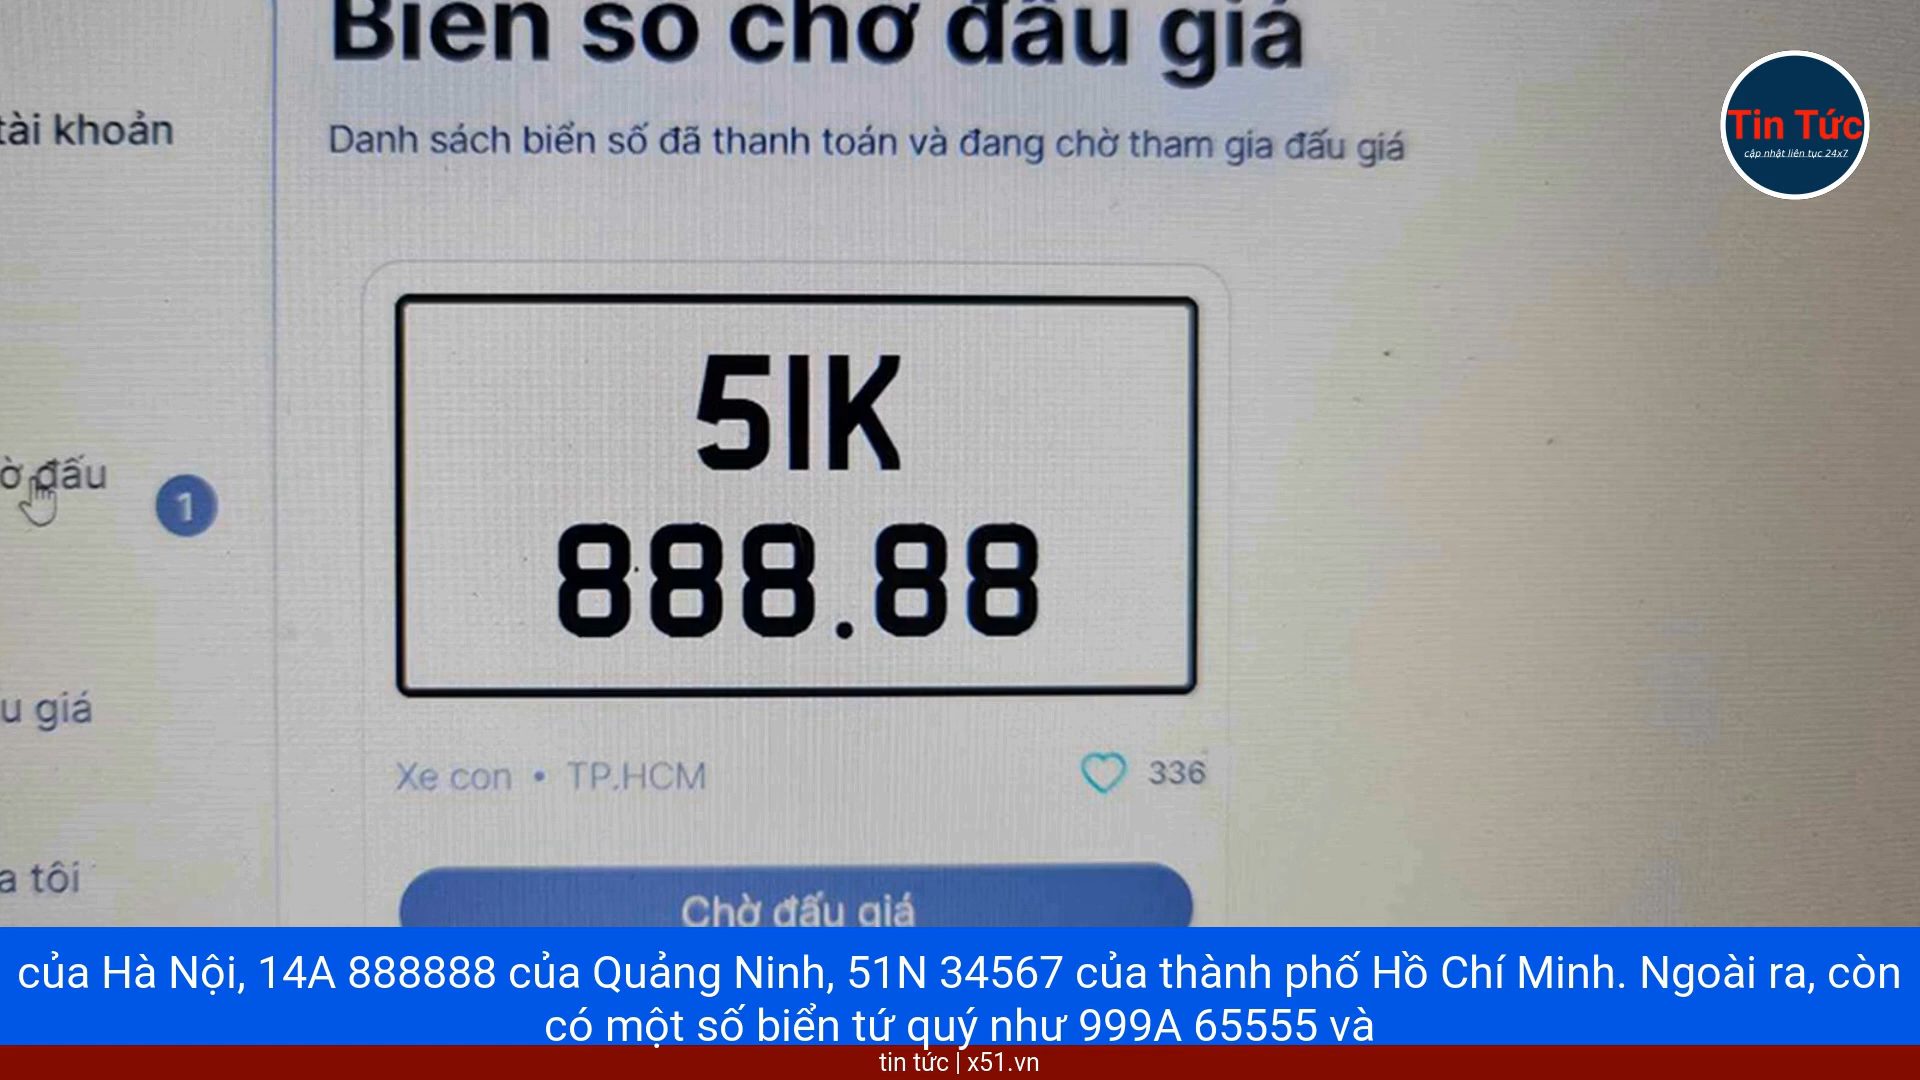 Biển số chờ đấu giá
tài khoản
Danh sách biển số đã thanh toán và đang chờ tham gia đấu giá
Tin Tức
cập nhật liên tục 24x7
51K
888.88
ờ đấu
1
u giá
Xe con • TP.HCM
336
a tôi
Chờ đấu giá
của Hà Nội, 14A 888888 của Quảng Ninh, 51N 34567 của thành phố Hồ Chí Minh. Ngoài ra, còn
có một số biển tứ quý như 999A 65555 và
tin tức | x51.vn